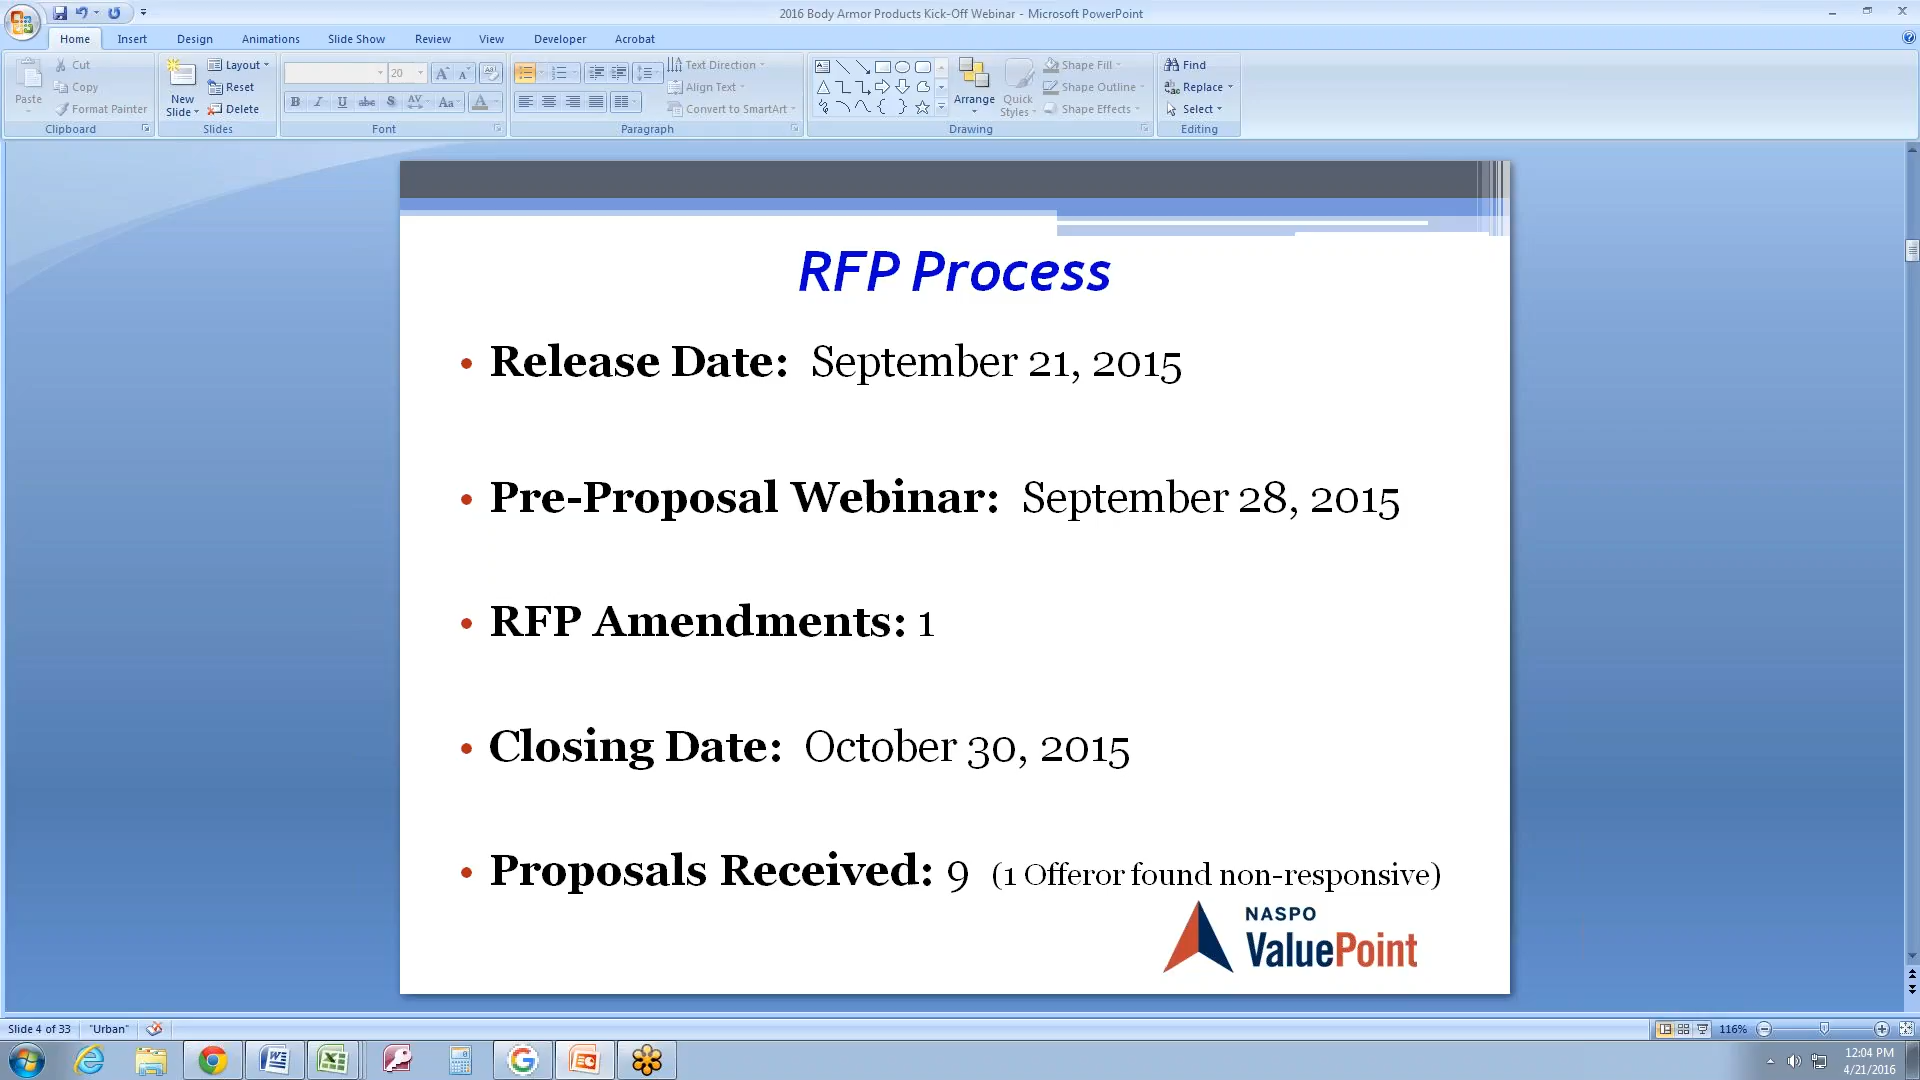 2016 Body Armor Products Kick-Off Webinar - Microsoft PowerPoint
Home Insert Design Animations Slide Show Review View Developer Acrobat
Paste
Cut
Copy
Format Painter
Clipboard
New Slide
Layout
Reset
Delete
Slides
20
B I U abc S AV Aa A
Font
Text Direction
Align Text
Convert to SmartArt
Paragraph
Arrange
Quick Styles
Shape Fill
Shape Outline
Shape Effects
Drawing
Find
Replace
Select
Editing
RFP Process
• Release Date: September 21, 2015
• Pre-Proposal Webinar: September 28, 2015
• RFP Amendments: 1
• Closing Date: October 30, 2015
• Proposals Received: 9 (1 Offeror found non-responsive)
NASPO
ValuePoint
Slide 4 of 33 "Urban" 116%
12:04 PM
4/21/2016